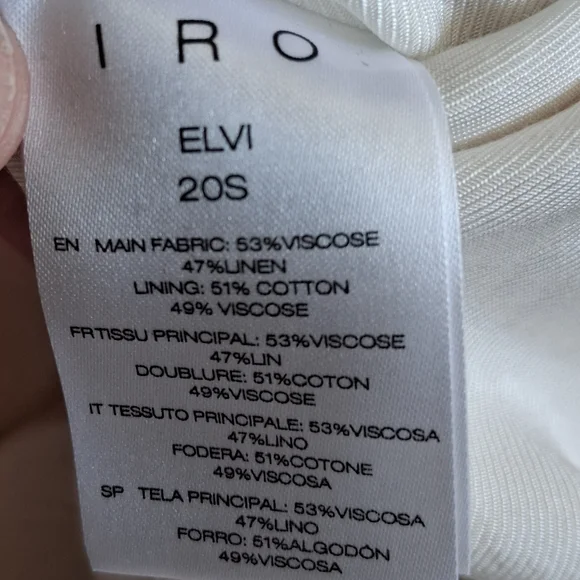 I R O
ELVI
20S
EN MAIN FABRIC: 53%VISCOSE
47%LINEN
LINING: 51% COTTON
49% VISCOSE
FR TISSU PRINCIPAL: 53%VISCOSE
47%LIN
DOUBLURE: 51%COTON
49%VISCOSE
IT TESSUTO PRINCIPALE: 53%VISCOSA
47%LINO
FODERA: 51%COTONE
49%VISCOSA
SP TELA PRINCIPAL: 53%VISCOSA
47%LINO
FORRO: 51%ALGODÓN
49%VISCOSA